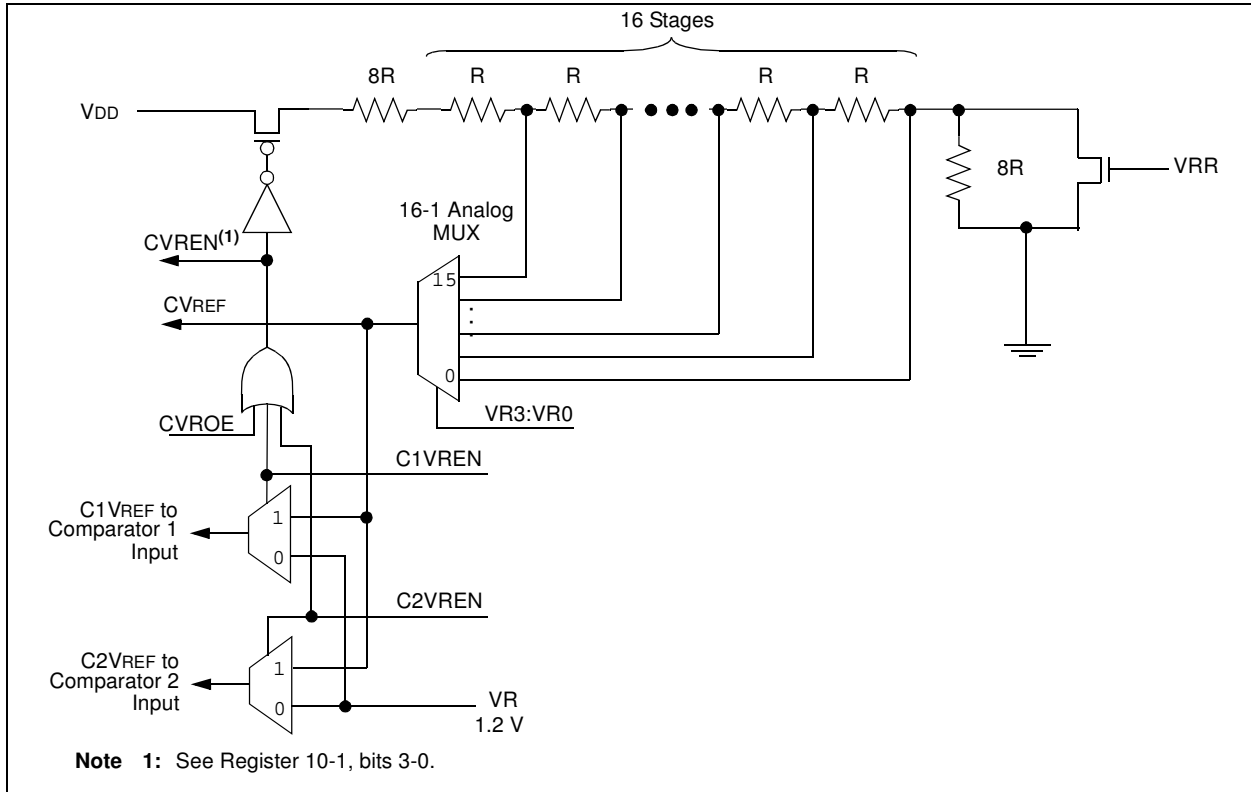 16 Stages
8R R R R R
VDD
8R
VRR
16-1 Analog
MUX
CVREN(1)
15
CVREF
0
VR3:VR0
CVROE
C1VREN
C1VREF to
Comparator 1
Input
1
0
C2VREN
C2VREF to
Comparator 2
Input
1
0
VR
1.2 V
Note 1: See Register 10-1, bits 3-0.